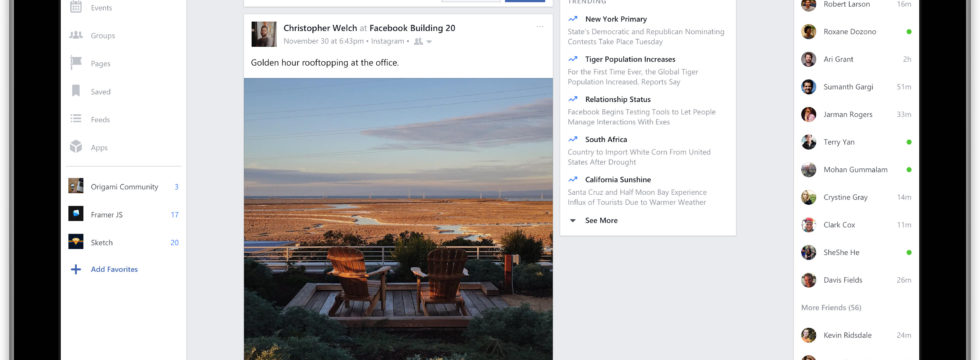 Events
Groups
Pages
Saved
Feeds
Apps
Origami Community 3
Framer JS 17
Sketch 20
Add Favorites
Christopher Welch at Facebook Building 20
November 30 at 6:43pm • Instagram •
Golden hour rooftopping at the office.
TRENDING
New York Primary
State's Democratic and Republican Nominating
Contests Take Place Tuesday
Tiger Population Increases
For the First Time Ever, the Global Tiger
Population Increased, Reports Say
Relationship Status
Facebook Begins Testing Tools to Let People
Manage Interactions With Exes
South Africa
Country to Import White Corn From United
States After Drought
California Sunshine
Santa Cruz and Half Moon Bay Experience
Influx of Tourists Due to Warmer Weather
See More
Robert Larson 16m
Roxane Dozono
Ari Grant 2h
Sumanth Gargi 51m
Jarman Rogers 33m
Terry Yan
Mohan Gummalam
Crystine Gray 14m
Clark Cox 11m
SheShe He
Davis Fields 26m
More Friends (56)
Kevin Ridsdale 24m